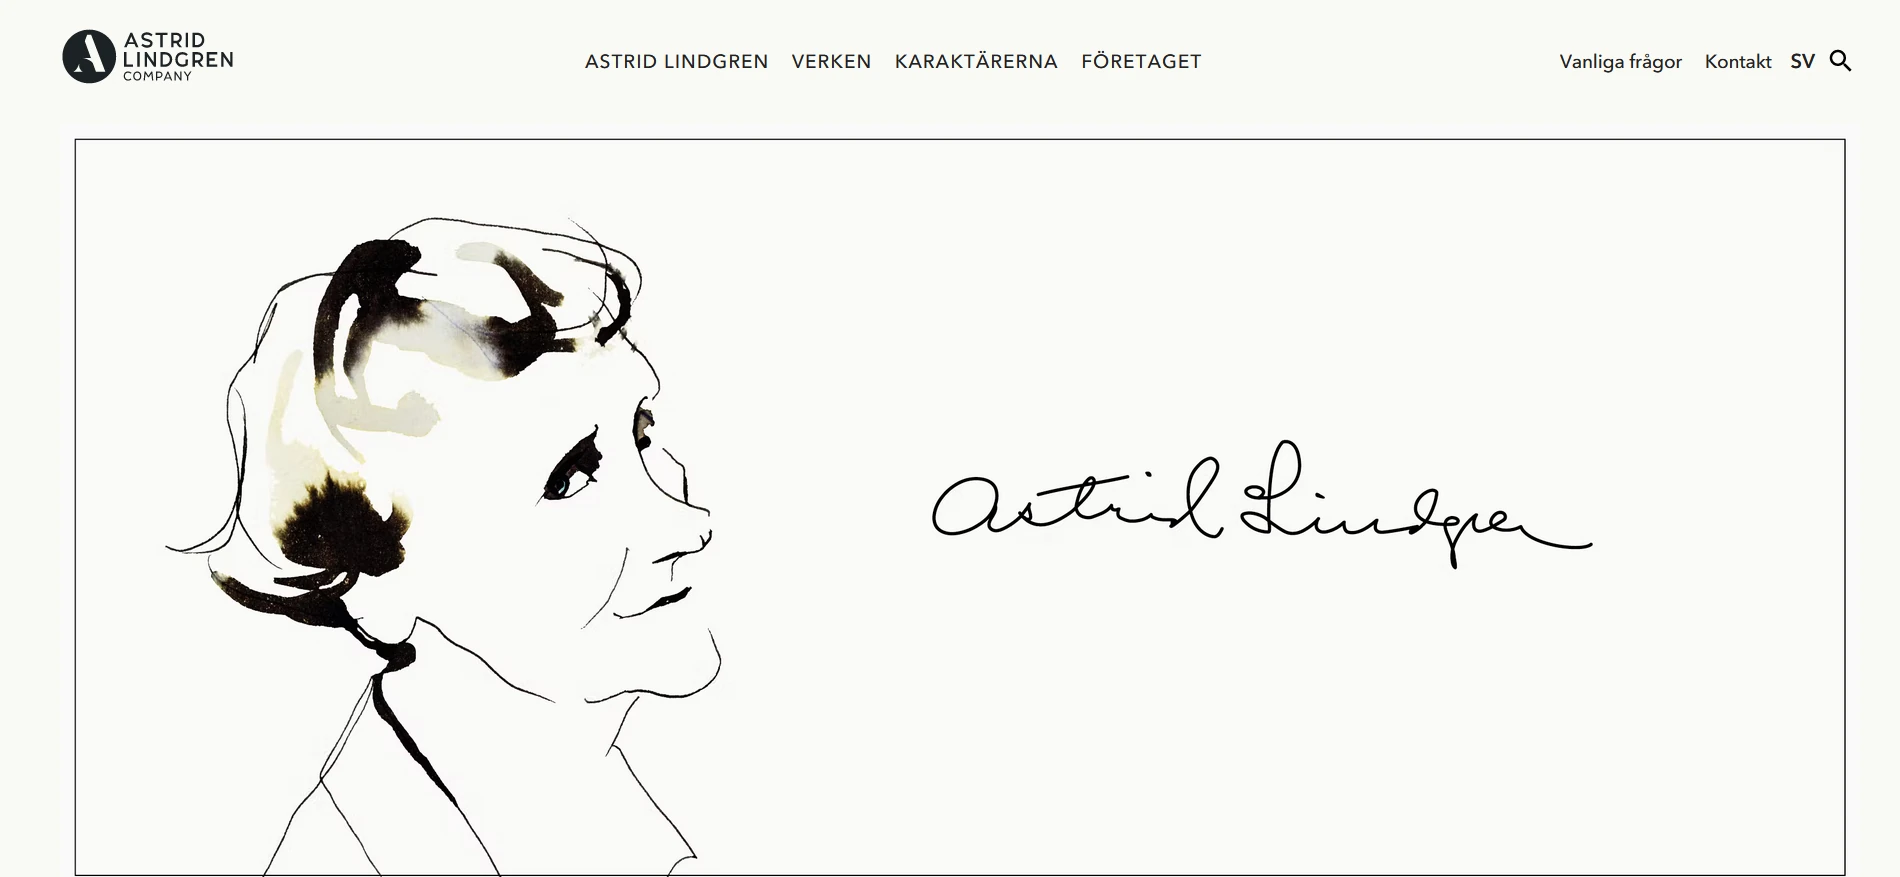 ASTRID
LINDGREN
COMPANY
ASTRID LINDGREN VERKEN KARAKTÄRERNA FÖRETAGET
Vanliga frågor Kontakt SV
Astrid Lindgren